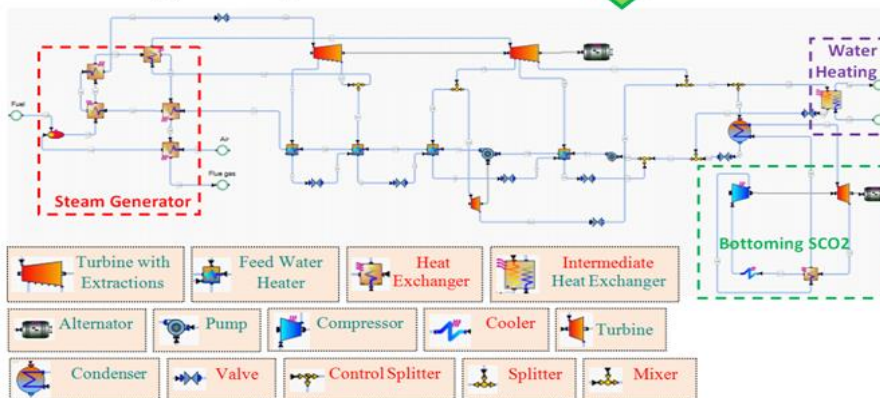 Fuel
Air
Flue gas
Steam Generator
Water
Heating
Bottoming SCO2
Turbine with
Extractions
Feed Water
Heater
Heat
Exchanger
Intermediate
Heat Exchanger
Alternator
Pump
Compressor
Cooler
Turbine
Condenser
Valve
Control Splitter
Splitter
Mixer